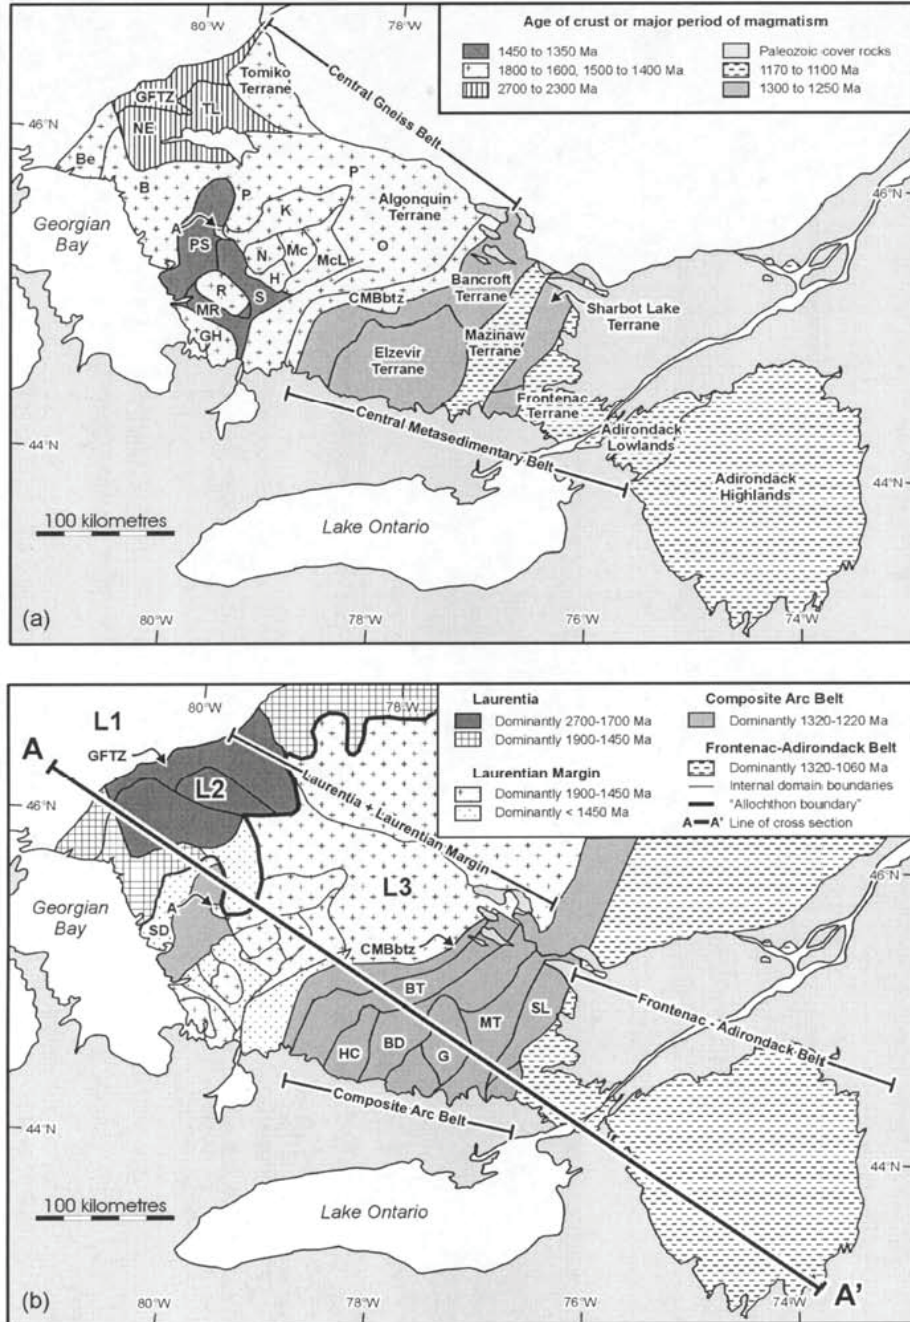 80°W
78°W
Age of crust or major period of magmatism
1450 to 1350 Ma
1800 to 1600, 1500 to 1400 Ma
2700 to 2300 Ma
Paleozoic cover rocks
1170 to 1100 Ma
1300 to 1250 Ma
Tomiko
Terrane
Central Gneiss Belt
GFTZ
TL
NE
46°N
46°N
Be
B
P
P
K
Algonquin
Terrane
Georgian
Bay
A
PS
N
Mc
McL
O
H
R
S
MR
GH
CMBbtz
Bancroft
Terrane
Sharbot Lake
Terrane
Mazinaw
Terrane
Elzevir
Terrane
Frontenac
Terrane
Adirondack
Lowlands
Central Metasedimentary Belt
44°N
44°N
Adirondack
Highlands
100 kilometres
Lake Ontario
(a)
80°W
78°W
76°W
74°W
80°W
78°W
L1
A
GFTZ
L2
Laurentia
Dominantly 2700-1700 Ma
Dominantly 1900-1450 Ma
Laurentian Margin
Dominantly 1900-1450 Ma
Dominantly < 1450 Ma
Composite Arc Belt
Dominantly 1320-1220 Ma
Frontenac-Adirondack Belt
Dominantly 1320-1060 Ma
Internal domain boundaries
"Allochthon boundary"
A A' Line of cross section
Laurentia + Laurentian Margin
46°N
46°N
L3
Georgian
Bay
A
SD
CMBbtz
BT
HC
BD
G
MT
SL
Frontenac - Adirondack Belt
Composite Arc Belt
44°N
44°N
100 kilometres
Lake Ontario
(b)
80°W
78°W
76°W
74°W
A'